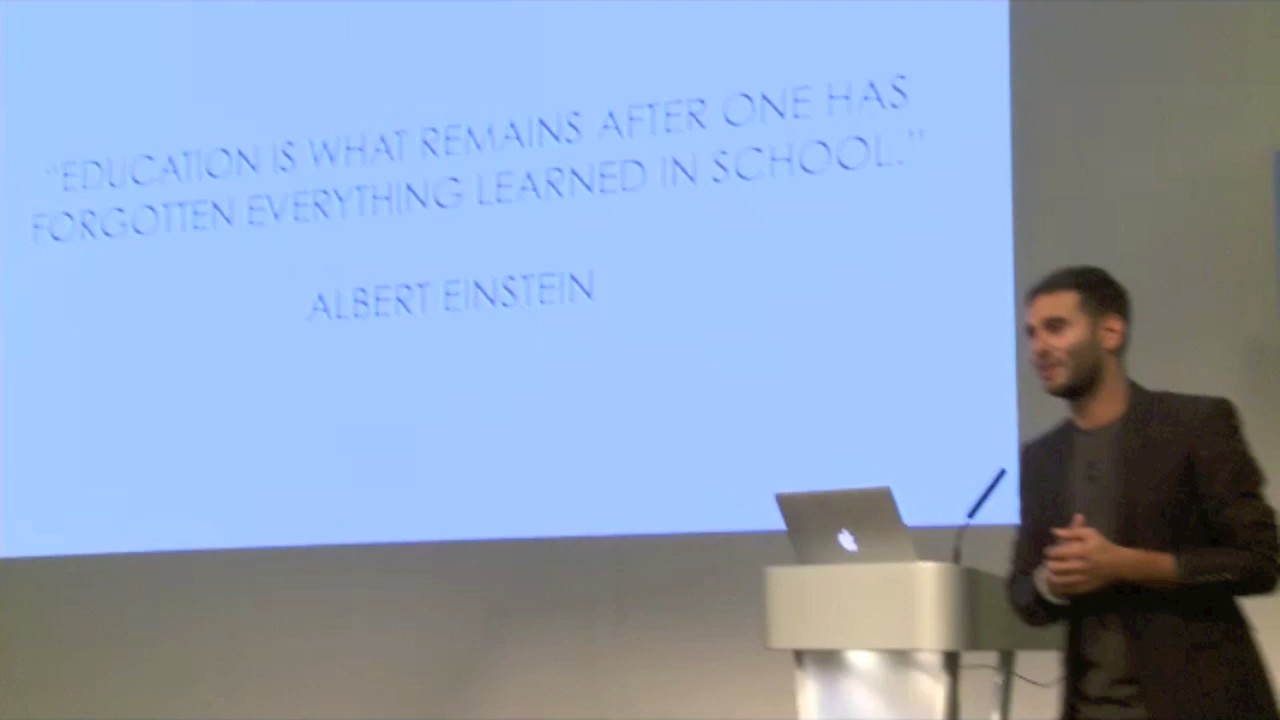 "EDUCATION IS WHAT REMAINS AFTER ONE HAS
FORGOTTEN EVERYTHING LEARNED IN SCHOOL."
ALBERT EINSTEIN